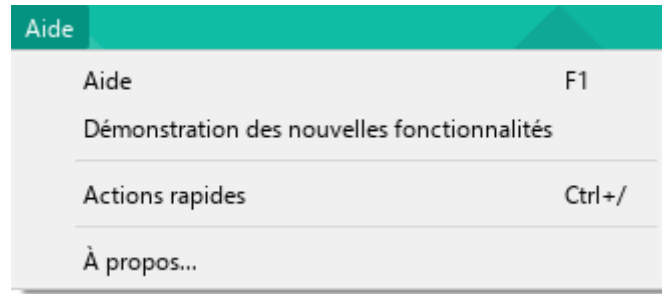 Aide
Aide F1
Démonstration des nouvelles fonctionnalités
Actions rapides Ctrl+/
À propos...